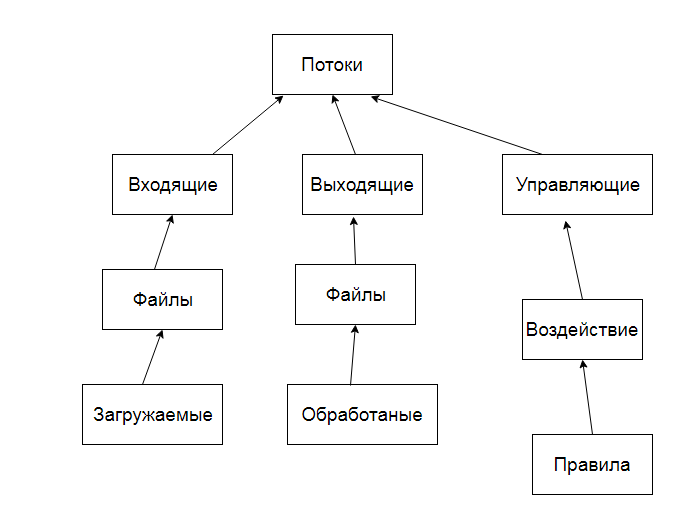 Потоки
Входящие
Выходящие
Управляющие
Файлы
Файлы
Воздействие
Загружаемые
Обработаные
Правила